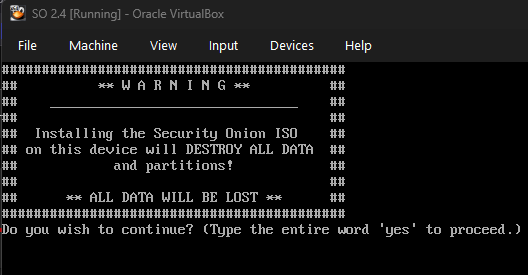 SO 2.4 [Running] - Oracle VirtualBox
File Machine View Input Devices Help
###########################################
## ** W A R N I N G ** ##
## _______________________________ ##
## ##
## Installing the Security Onion ISO ##
## on this device will DESTROY ALL DATA ##
## and partitions! ##
## ##
## ** ALL DATA WILL BE LOST ** ##
###########################################
Do you wish to continue? (Type the entire word 'yes' to proceed.)